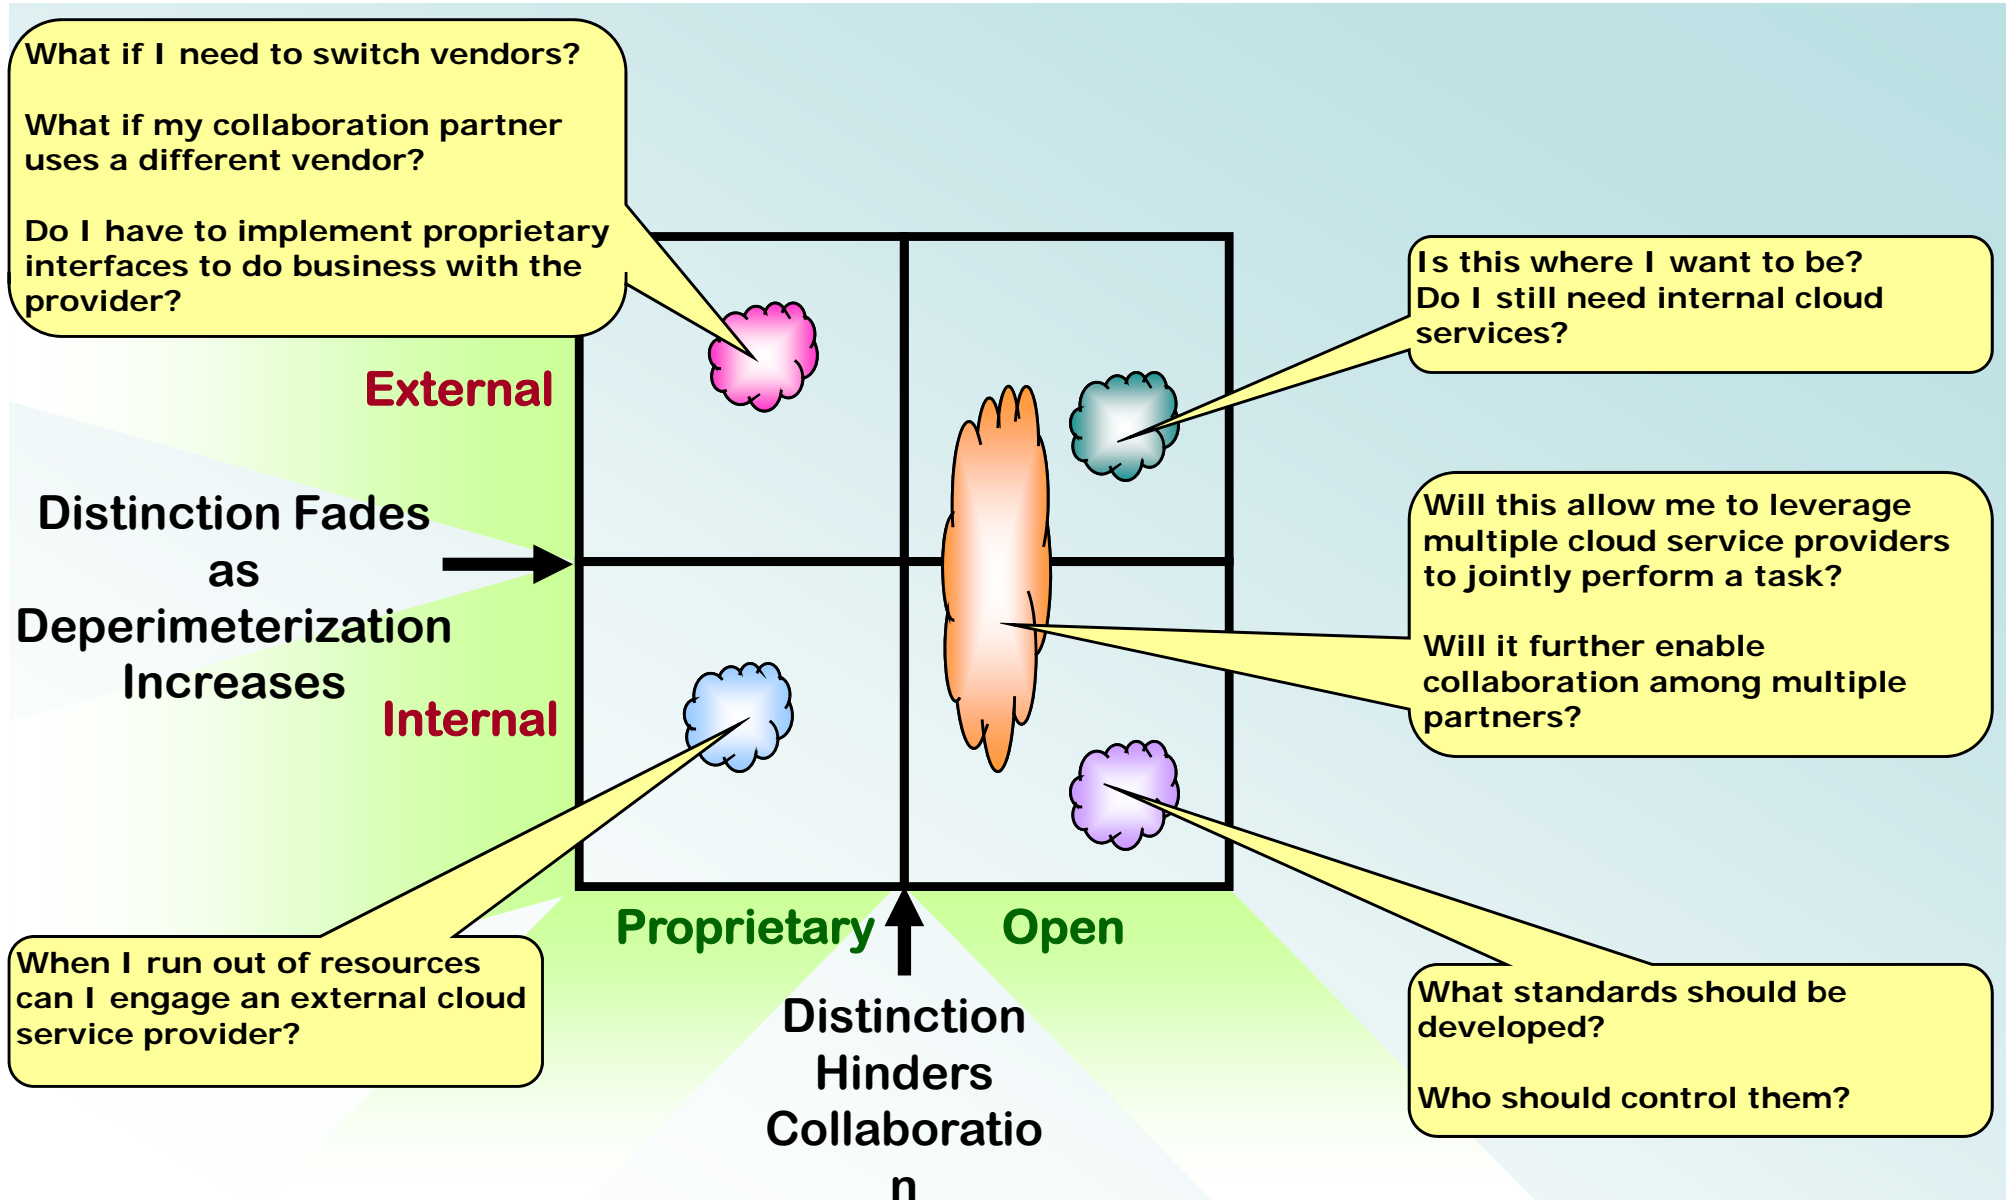 What if I need to switch vendors?
What if my collaboration partner
uses a different vendor?
Do I have to implement proprietary
interfaces to do business with the
provider?
Is this where I want to be?
Do I still need internal cloud
services?
External
Distinction Fades
as
Deperimeterization
Increases
Internal
Will this allow me to leverage
multiple cloud service providers
to jointly perform a task?
Will it further enable
collaboration among multiple
partners?
Proprietary
Open
When I run out of resources
can I engage an external cloud
service provider?
Distinction
Hinders
Collaboratio
n
What standards should be
developed?
Who should control them?